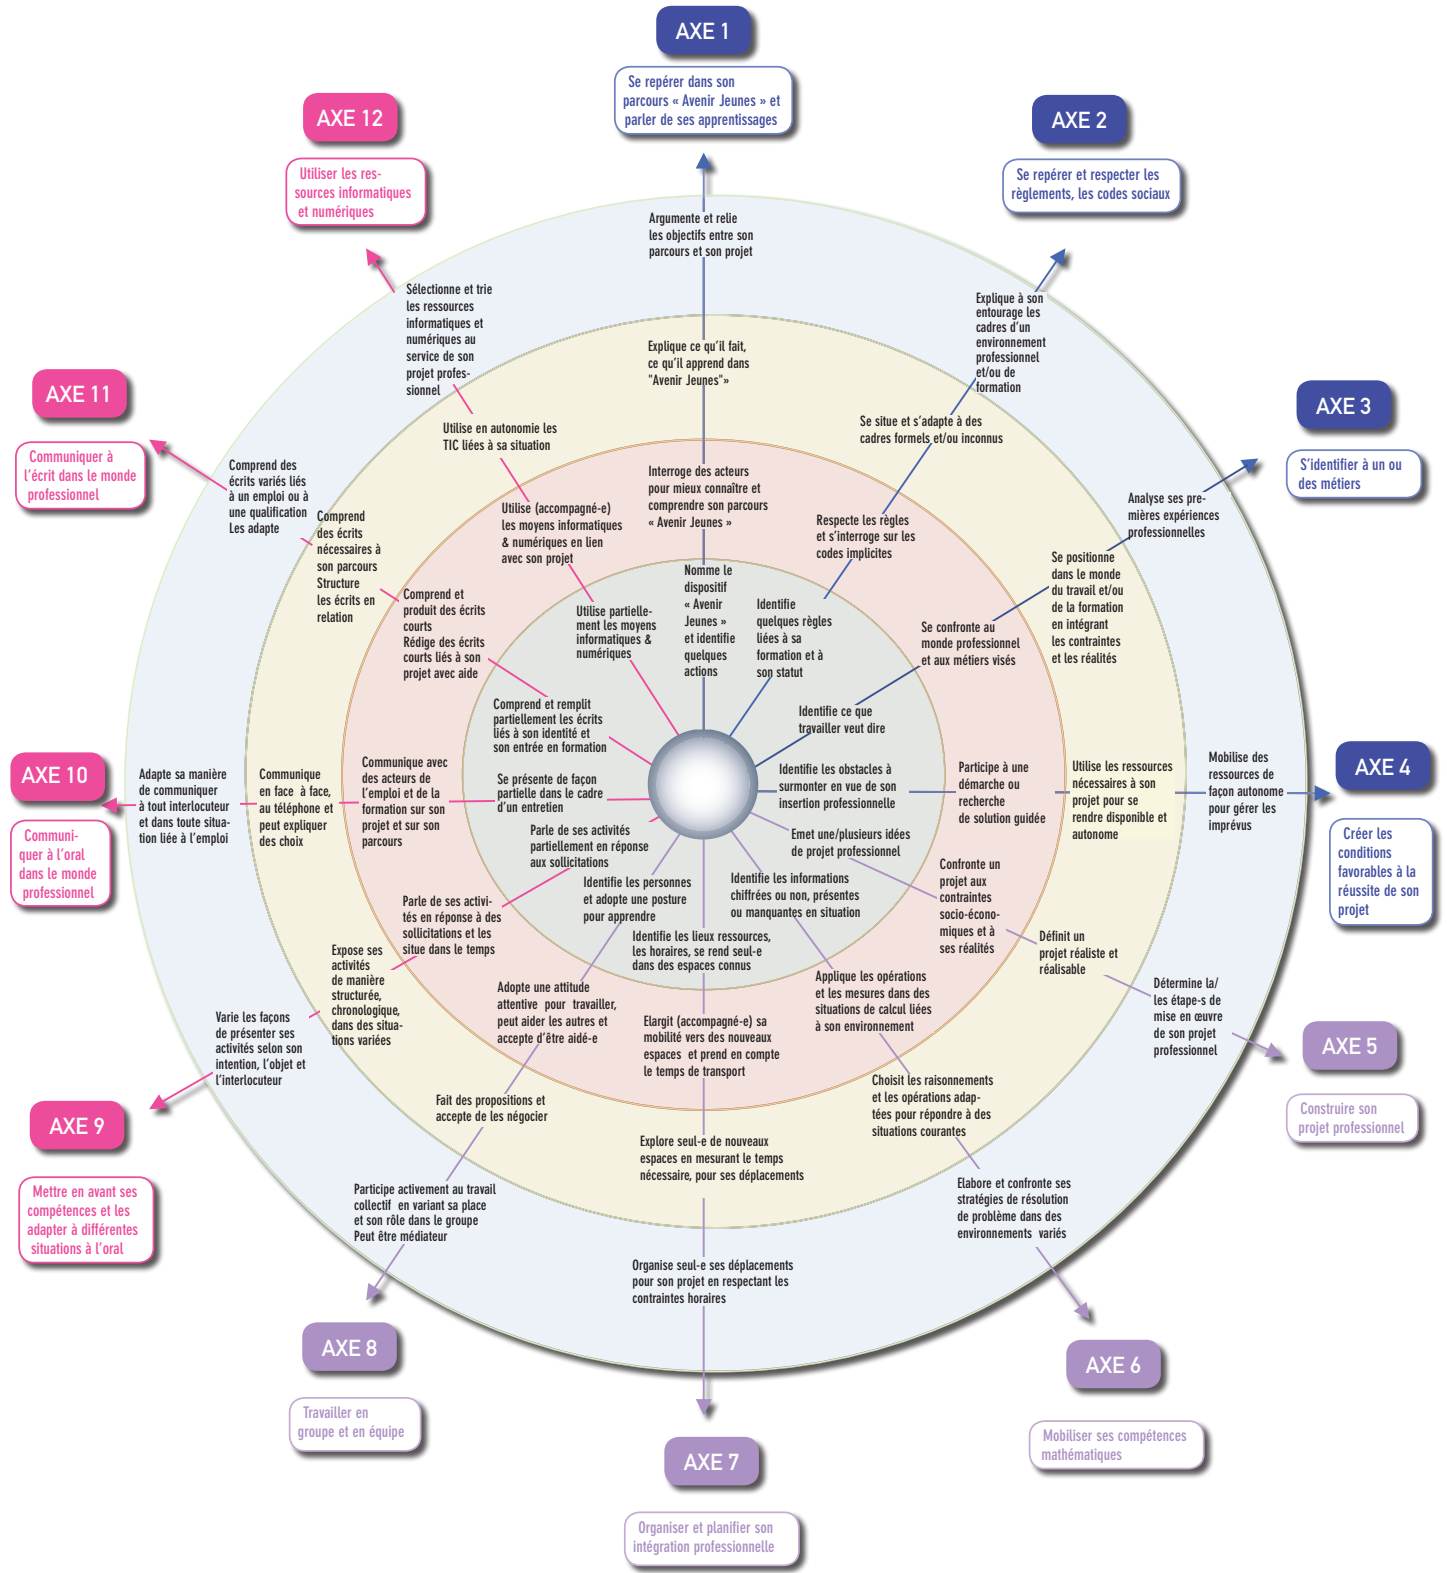 AXE 1
Se repérer dans son
parcours « Avenir Jeunes » et
parler de ses apprentissages
Argumente et relie
les objectifs entre son
parcours et son projet
Explique ce qu'il fait,
ce qu'il apprend dans
"Avenir Jeunes"»
Interroge des acteurs
pour mieux connaître et
comprendre son parcours
« Avenir Jeunes »
Nomme le
dispositif
« Avenir
Jeunes »
et identifie
quelques
actions
AXE 2
Se repérer et respecter les
règlements, les codes sociaux
Explique à son
entourage les
cadres d'un
environnement
professionnel
et/ou de
formation
Se situe et s'adapte à des
cadres formels et/ou inconnus
Respecte les règles
et s'interroge sur les
codes implicites
Identifie
quelques règles
liées à sa
formation et à
son statut
AXE 3
S'identifier à un ou
des métiers
Analyse ses pre-
mières expériences
professionnelles
Se positionne
dans le monde
du travail et/ou
de la formation
en intégrant
les contraintes
et les réalités
Se confronte au
monde professionnel
et aux métiers visés
Identifie ce que
travailler veut dire
AXE 4
Créer les
conditions
favorables à la
réussite de son
projet
Mobilise des
ressources de
façon autonome
pour gérer les
imprévus
Utilise les ressources
nécessaires à son
projet pour se
rendre disponible et
autonome
Participe à une
démarche ou
recherche
de solution guidée
Identifie les obstacles à
surmonter en vue de son
insertion professionnelle
AXE 5
Construire son
projet professionnel
Détermine la/
les étape-s de
mise en œuvre
de son projet
professionnel
Définit un
projet réaliste et
réalisable
Confronte un
projet aux
contraintes
socio-écono-
miques et à
ses réalités
Emet une/plusieurs idées
de projet professionnel
AXE 6
Mobiliser ses compétences
mathématiques
Elabore et confronte ses
stratégies de résolution
de problème dans des
environnements variés
Choisit les raisonnements
et les opérations adap-
tées pour répondre à des
situations courantes
Applique les opérations
et les mesures dans des
situations de calcul liées
à son environnement
Identifie les informations
chiffrées ou non, présentes
ou manquantes en situation
AXE 7
Organiser et planifier son
intégration professionnelle
Organise seul-e ses déplacements
pour son projet en respectant les
contraintes horaires
Explore seul-e de nouveaux
espaces en mesurant le temps
nécessaire, pour ses déplacements
Elargit (accompagné-e) sa
mobilité vers des nouveaux
espaces et prend en compte
le temps de transport
Identifie les lieux ressources,
les horaires, se rend seul-e
dans des espaces connus
AXE 8
Travailler en
groupe et en équipe
Participe activement au travail
collectif en variant sa place
et son rôle dans le groupe
Peut être médiateur
Fait des propositions et
accepte de les négocier
Adopte une attitude
attentive pour travailler,
peut aider les autres et
accepte d'être aidé-e
Identifie les personnes
et adopte une posture
pour apprendre
AXE 9
Mettre en avant ses
compétences et les
adapter à différentes
situations à l'oral
Varie les façons
de présenter ses
activités selon son
intention, l'objet et
l'interlocuteur
Expose ses
activités
de manière
structurée,
chronologique,
dans des situa-
tions variées
Parle de ses activi-
tés en réponse à des
sollicitations et les
situe dans le temps
Parle de ses activités
partiellement en réponse
aux sollicitations
AXE 10
Communi-
quer à l'oral
dans le monde
professionnel
Adapte sa manière
de communiquer
à tout interlocuteur
et dans toute situa-
tion liée à l'emploi
Communique
en face à face,
au téléphone et
peut expliquer
des choix
Communique avec
des acteurs de
l'emploi et de la
formation sur son
projet et sur son
parcours
Se présente de façon
partielle dans le cadre
d'un entretien
AXE 11
Communiquer à
l'écrit dans le monde
professionnel
Comprend des
écrits variés liés
à un emploi ou à
une qualification
Les adapte
Comprend
des écrits
nécessaires à
son parcours
Structure
les écrits en
relation
Comprend et
produit des écrits
courts
Rédige des écrits
courts liés à son
projet avec aide
Comprend et remplit
partiellement les écrits
liés à son identité et
son entrée en formation
AXE 12
Utiliser les res-
sources informatiques
et numériques
Sélectionne et trie
les ressources
informatiques et
numériques au
service de son
projet profes-
sionnel
Utilise en autonomie les
TIC liées à sa situation
Utilise (accompagné-e)
les moyens informatiques
& numériques en lien
avec son projet
Utilise partielle-
ment les moyens
informatiques &
numériques